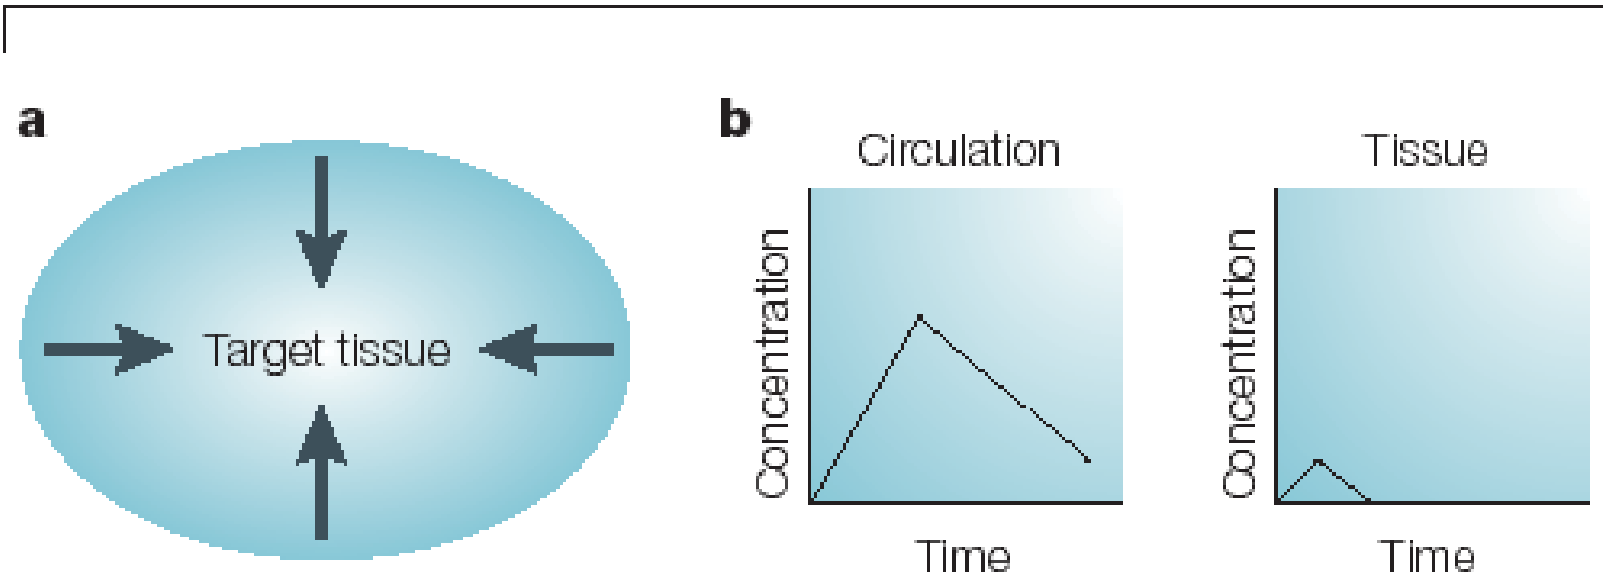 a
Target tissue
b
Circulation
Concentration
Time
Tissue
Concentration
Time